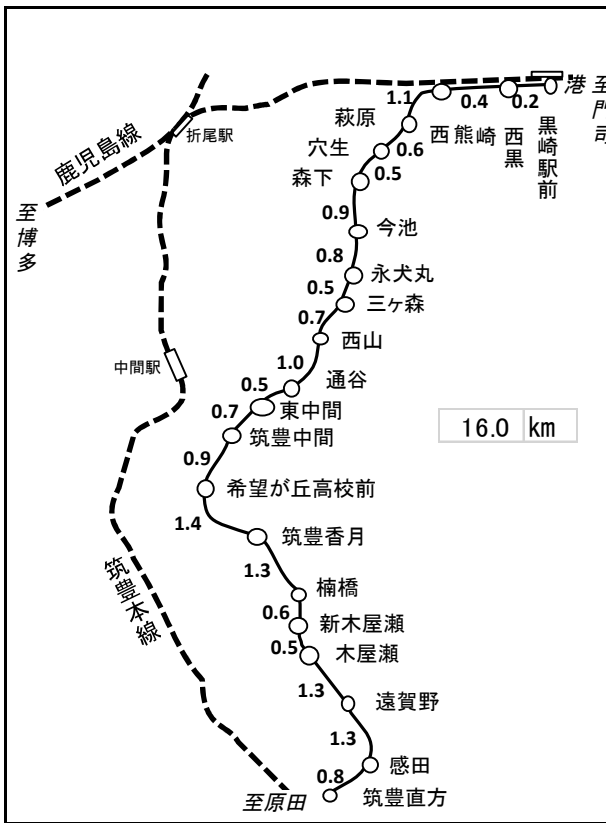 港
至門司
1.1
0.4
0.2
萩原
西
熊
崎
西黒
黒崎駅前
折尾駅
鹿児島線
穴生
0.6
森下
0.5
至博多
0.9
今池
0.8
永犬丸
0.5
三ヶ森
0.7
西山
中間駅
1.0
通谷
0.5
東中間
0.7
筑豊中間
16.0 km
0.9
希望が丘高校前
1.4
筑豊香月
筑豊本線
1.3
楠橋
0.6
新木屋瀬
0.5
木屋瀬
1.3
遠賀野
1.3
感田
0.8
至原田
筑豊直方